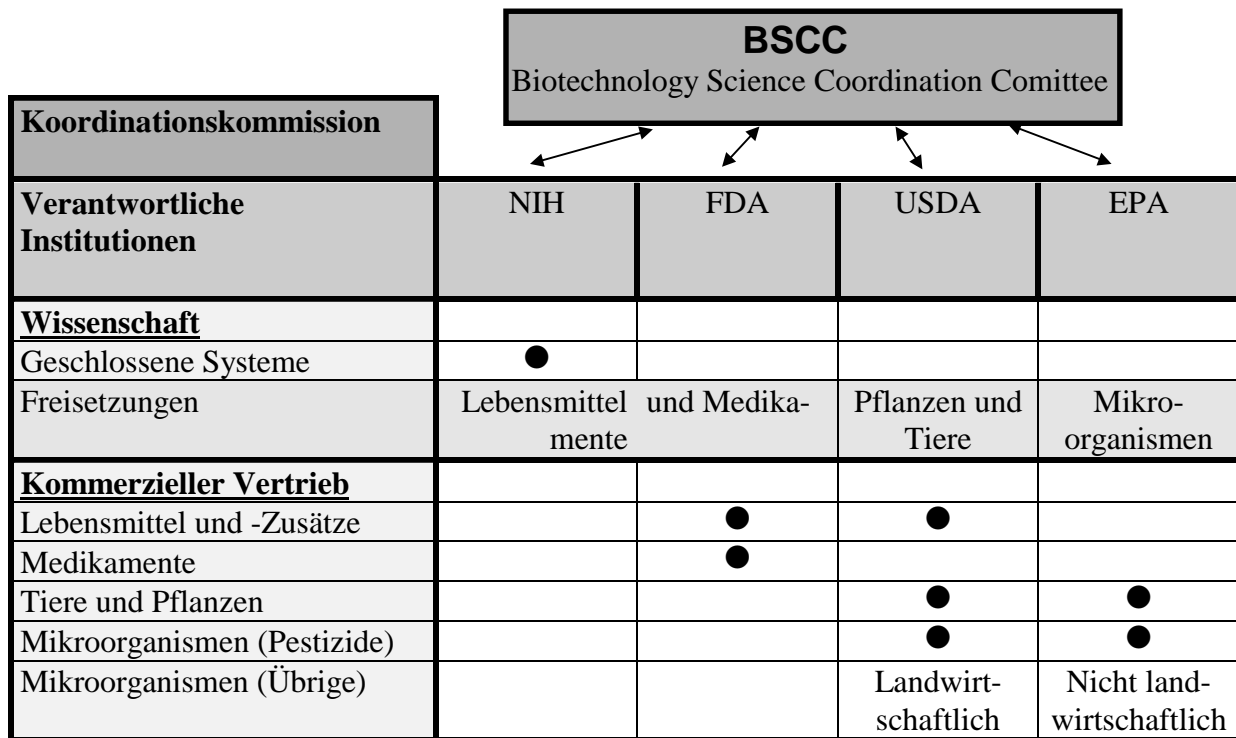 BSCC
Biotechnology Science Coordination Comittee
Koordinationskommission
Verantwortliche
Institutionen
NIH
FDA
USDA
EPA
Wissenschaft
Geschlossene Systeme
●
Freisetzungen
Lebensmittel und Medika-
mente
Pflanzen und
Tiere
Mikro-
organismen
Kommerzieller Vertrieb
Lebensmittel und -Zusätze
● ●
Medikamente
●
Tiere und Pflanzen
● ●
Mikroorganismen (Pestizide)
● ●
Mikroorganismen (Übrige)
Landwirt-
schaftlich
Nicht land-
wirtschaftlich